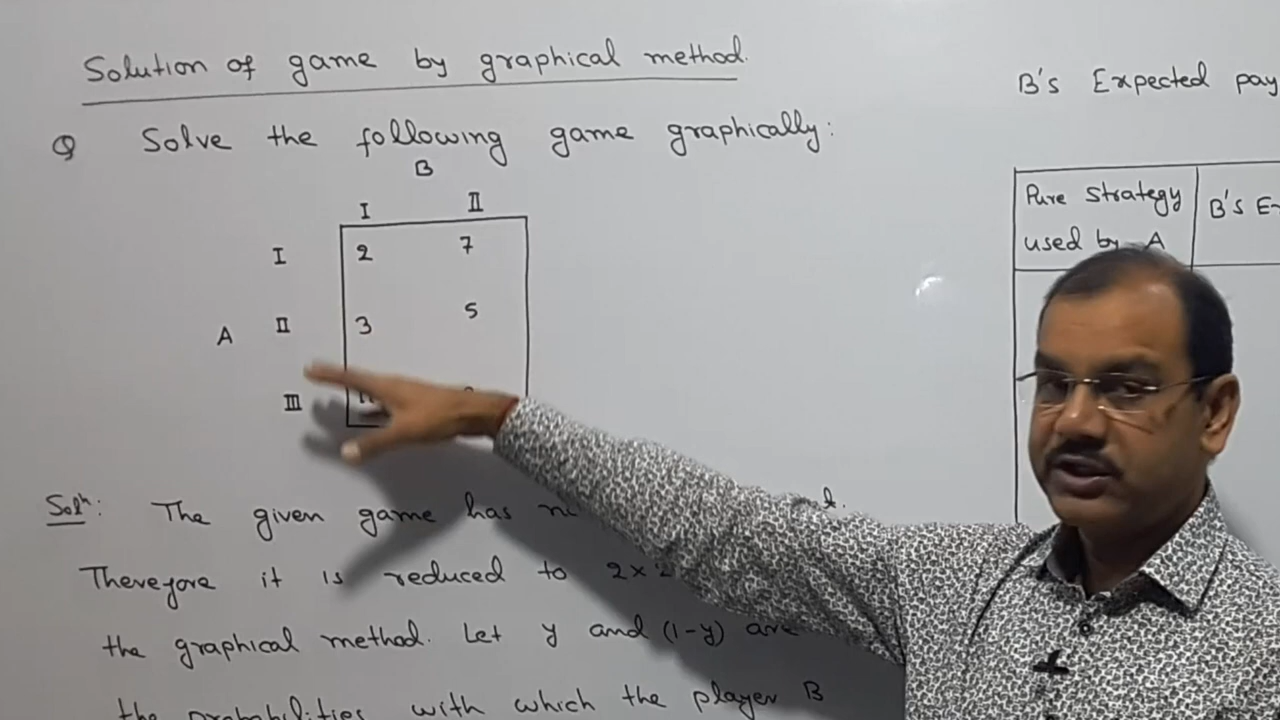 Solution of game by graphical method.
Q Solve the following game graphically:
B
I II
I 2 7
II 3 5
A
III
Solⁿ: The given game has
Therefore it is reduced to 2×2
the graphical method. Let y and (1-y) are
the probabilities with which the player B
B's Expected pay
Pure Strategy
used by A
B's E